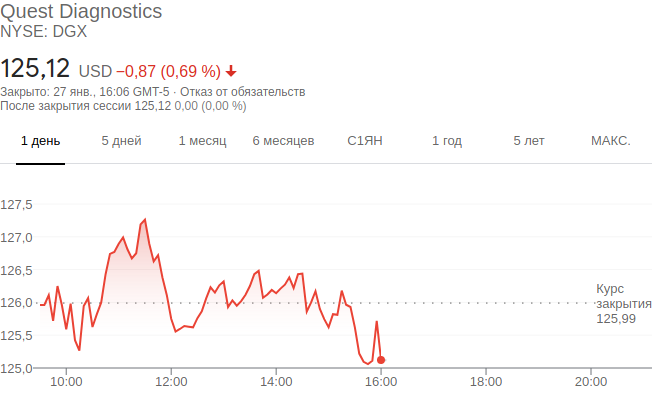 Quest Diagnostics
NYSE: DGX
125,12 USD −0,87 (0,69 %)
Закрыто: 27 янв., 16:06 GMT-5 · Отказ от обязательств
После закрытия сессии 125,12 0,00 (0,00 %)
1 день 5 дней 1 месяц 6 месяцев С1ЯН 1 год 5 лет МАКС.
127,5
127,0
126,5
126,0
125,5
125,0
Курс
закрытия
125,99
10:00 12:00 14:00 16:00 18:00 20:00